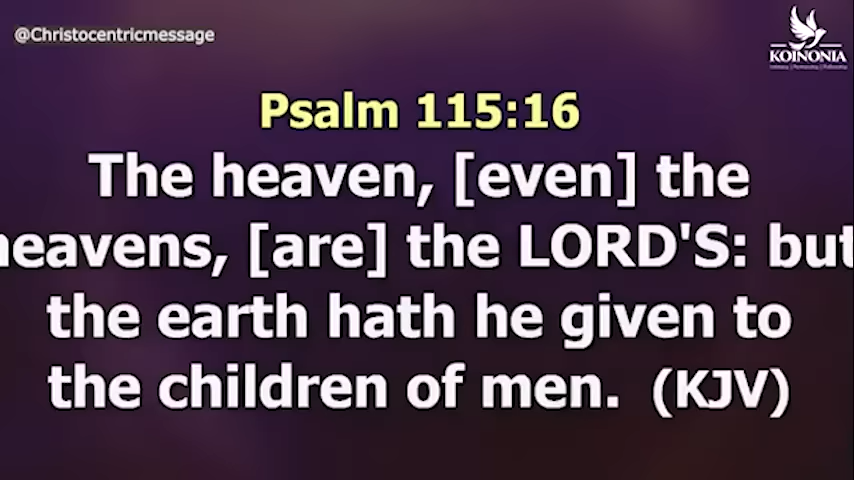 @Christocentricmessage
KOINONIA
Psalm 115:16
The heaven, [even] the
heavens, [are] the LORD'S: but
the earth hath he given to
the children of men. (KJV)